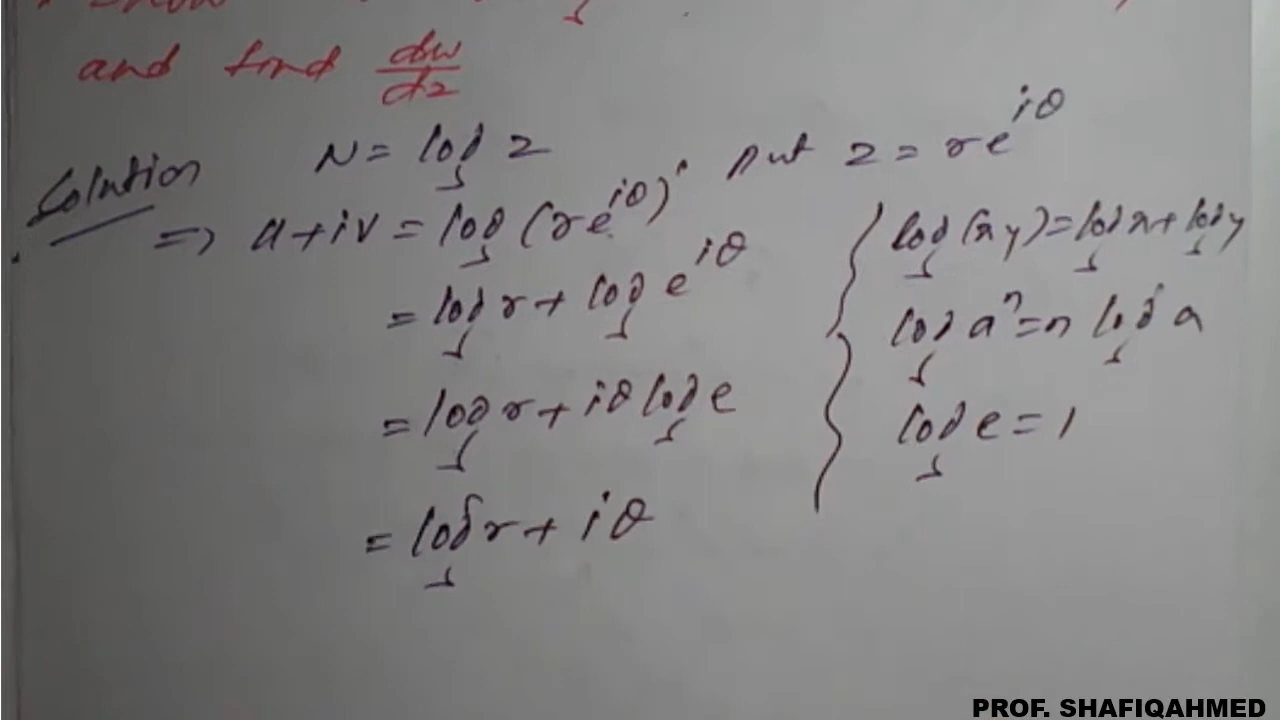 and find dw/dz
Solution W = log z put z = re^{iθ}
=> u+iv = log (re^{iθ})
= log r + log e^{iθ}
= log r + iθ log e
= log r + iθ
log(xy) = log x + log y
log a^n = n log a
log e = 1
PROF. SHAFIQAHMED